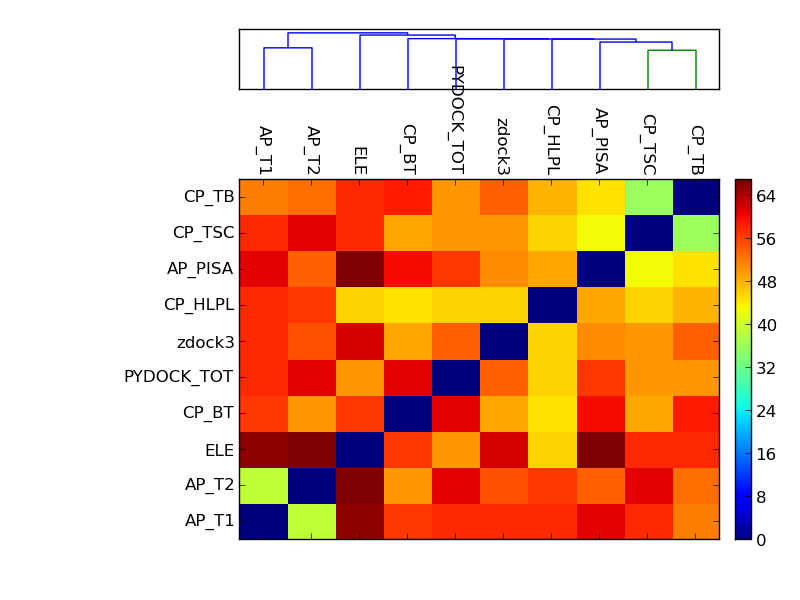 AP_T1
AP_T2
ELE
CP_BT
PYDOCK_TOT
zdock3
CP_HLPL
AP_PISA
CP_TSC
CP_TB
CP_TB
CP_TSC
AP_PISA
CP_HLPL
zdock3
PYDOCK_TOT
CP_BT
ELE
AP_T2
AP_T1
64
56
48
40
32
24
16
8
0